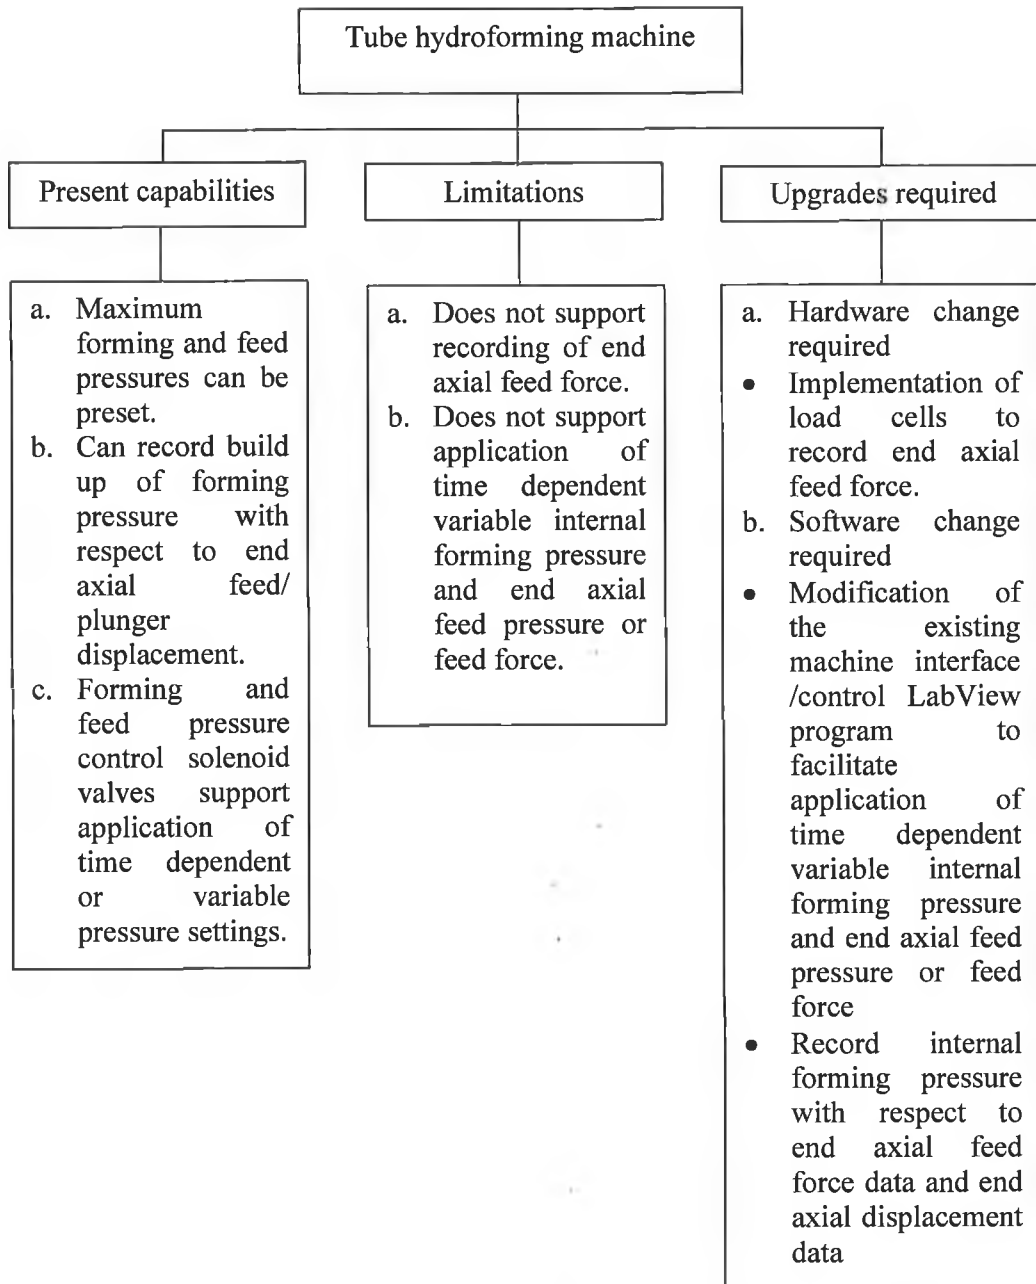 Tube hydroforming machine
Present capabilities
Limitations
Upgrades required
a. Maximum
forming and feed
pressures can be
preset.
b. Can record build
up of forming
pressure with
respect to end
axial feed/
plunger
displacement.
c. Forming and
feed pressure
control solenoid
valves support
application of
time dependent
or variable
pressure settings.
a. Does not support
recording of end
axial feed force.
b. Does not support
application of
time dependent
variable internal
forming pressure
and end axial
feed pressure or
feed force.
a. Hardware change
required
• Implementation of
load cells to
record end axial
feed force.
b. Software change
required
• Modification of
the existing
machine interface
/control LabView
program to
facilitate
application of
time dependent
variable internal
forming pressure
and end axial feed
pressure or feed
force
• Record internal
forming pressure
with respect to
end axial feed
force data and end
axial displacement
data